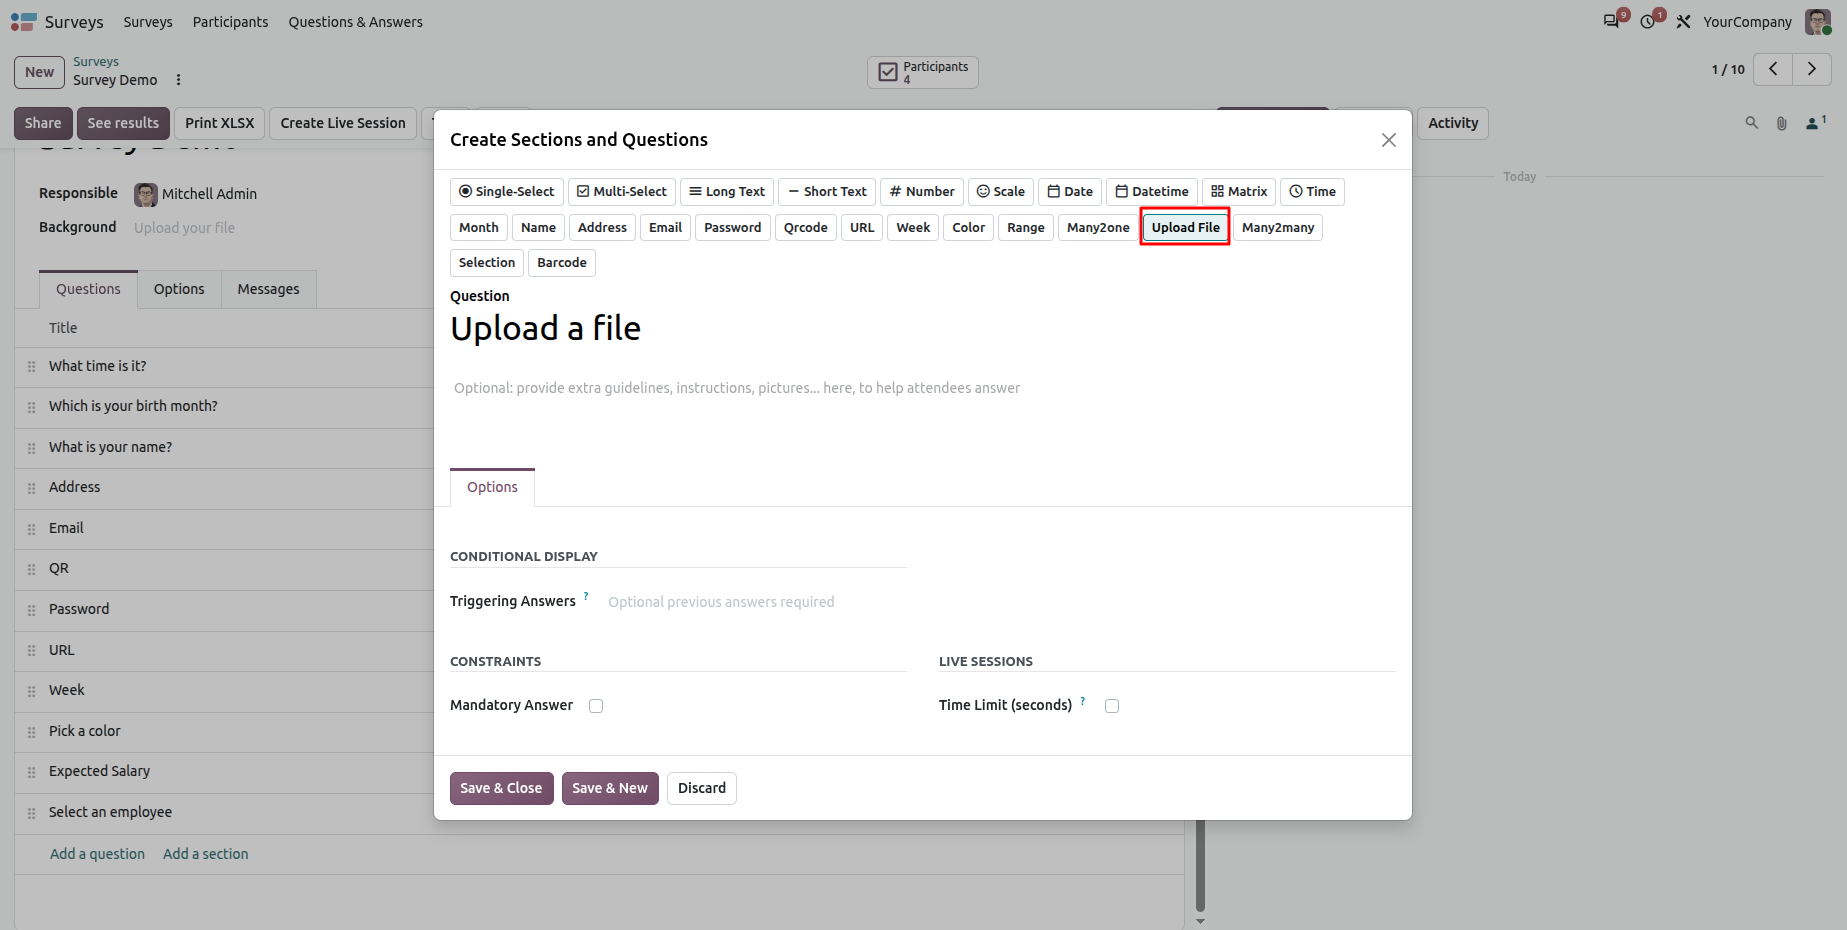 Surveys Surveys Participants Questions & Answers 9 1 YourCompany
New Surveys Survey Demo Participants 4 1 / 10
Share See results Print XLSX Create Live Session Activity 1
Create Sections and Questions
Today
Single-Select Multi-Select Long Text Short Text Number Scale Date Datetime Matrix Time
Month Name Address Email Password Qrcode URL Week Color Range Many2one Upload File Many2many
Selection Barcode
Question
Upload a file
Optional: provide extra guidelines, instructions, pictures... here, to help attendees answer
Options
CONDITIONAL DISPLAY
Triggering Answers ? Optional previous answers required
CONSTRAINTS LIVE SESSIONS
Mandatory Answer Time Limit (seconds) ?
Save & Close Save & New Discard
Survey Demo
Responsible Mitchell Admin
Background Upload your file
Questions Options Messages
Title
What time is it?
Which is your birth month?
What is your name?
Address
Email
QR
Password
URL
Week
Pick a color
Expected Salary
Select an employee
Add a question Add a section